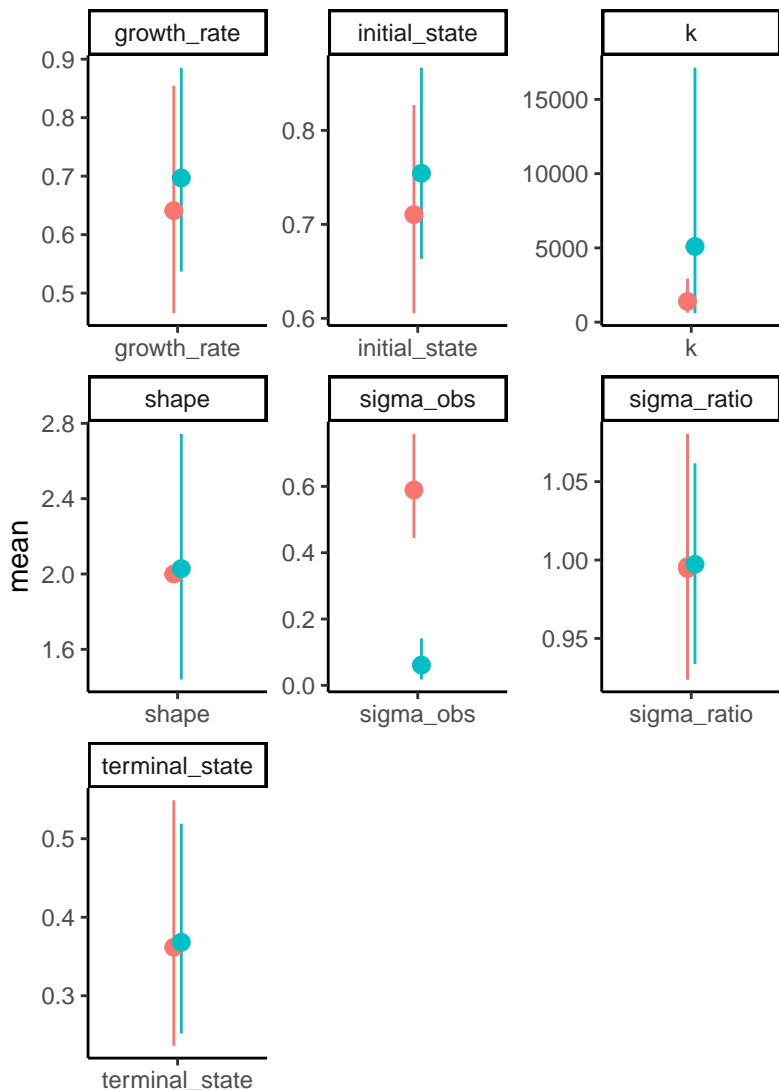 growth_rate
0.9
0.8
0.7
0.6
0.5
growth_rate
initial_state
0.8
0.7
0.6
initial_state
k
15000
10000
5000
0
k
mean
shape
2.8
2.4
2.0
1.6
shape
sigma_obs
0.6
0.4
0.2
0.0
sigma_obs
sigma_ratio
1.05
1.00
0.95
sigma_ratio
terminal_state
0.5
0.4
0.3
terminal_state